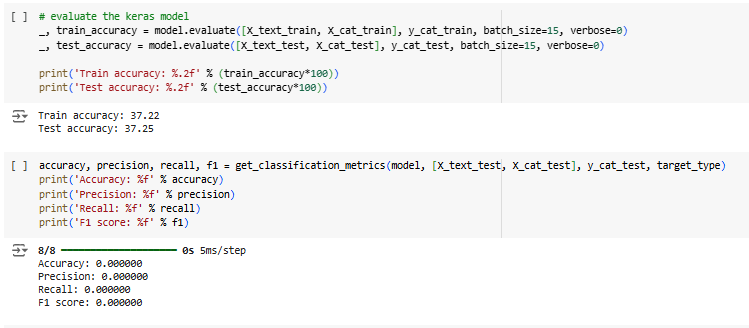 [ ] # evaluate the keras model
_, train_accuracy = model.evaluate([X_text_train, X_cat_train], y_cat_train, batch_size=15, verbose=0)
_, test_accuracy = model.evaluate([X_text_test, X_cat_test], y_cat_test, batch_size=15, verbose=0)
print('Train accuracy: %.2f' % (train_accuracy*100))
print('Test accuracy: %.2f' % (test_accuracy*100))
Train accuracy: 37.22
Test accuracy: 37.25
[ ] accuracy, precision, recall, f1 = get_classification_metrics(model, [X_text_test, X_cat_test], y_cat_test, target_type)
print('Accuracy: %f' % accuracy)
print('Precision: %f' % precision)
print('Recall: %f' % recall)
print('F1 score: %f' % f1)
8/8 0s 5ms/step
Accuracy: 0.000000
Precision: 0.000000
Recall: 0.000000
F1 score: 0.000000